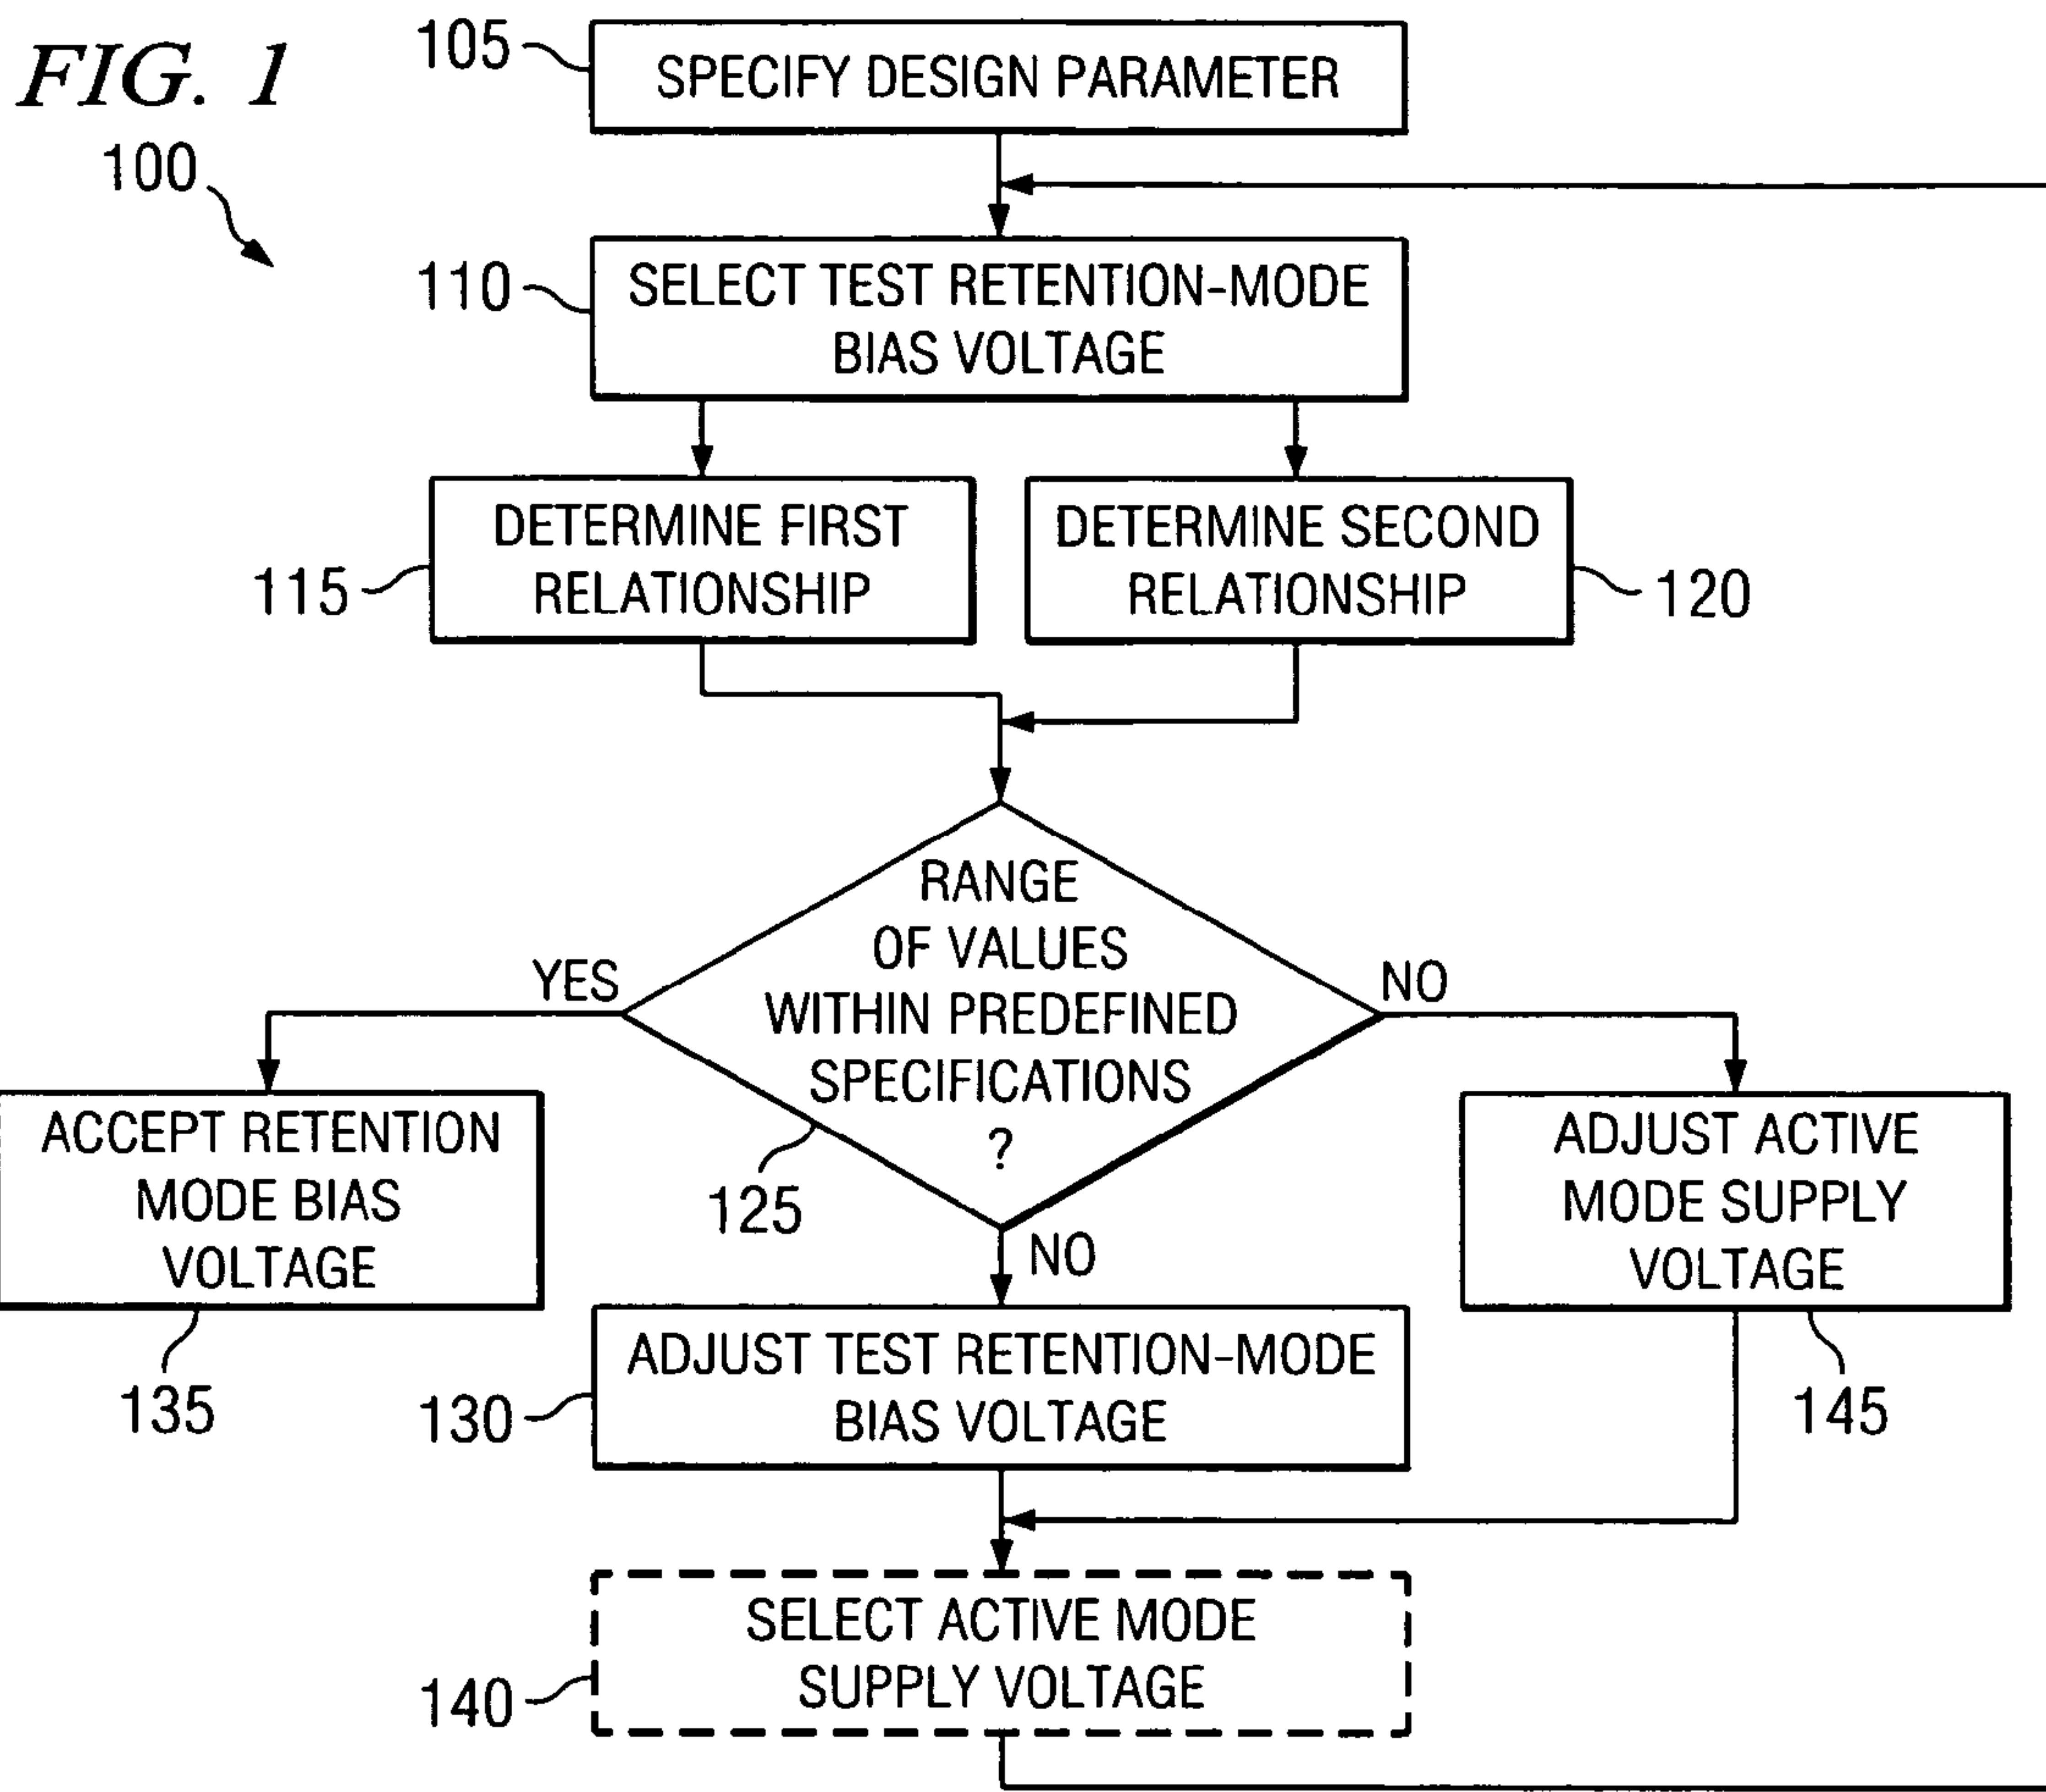 FIG. 1
100
105
SPECIFY DESIGN PARAMETER
110
SELECT TEST RETENTION-MODE
BIAS VOLTAGE
115
DETERMINE FIRST
RELATIONSHIP
DETERMINE SECOND
RELATIONSHIP
120
RANGE
OF VALUES
WITHIN PREDEFINED
SPECIFICATIONS
?
125
YES
NO
NO
ACCEPT RETENTION
MODE BIAS
VOLTAGE
135
ADJUST ACTIVE
MODE SUPPLY
VOLTAGE
145
130
ADJUST TEST RETENTION-MODE
BIAS VOLTAGE
140
SELECT ACTIVE MODE
SUPPLY VOLTAGE